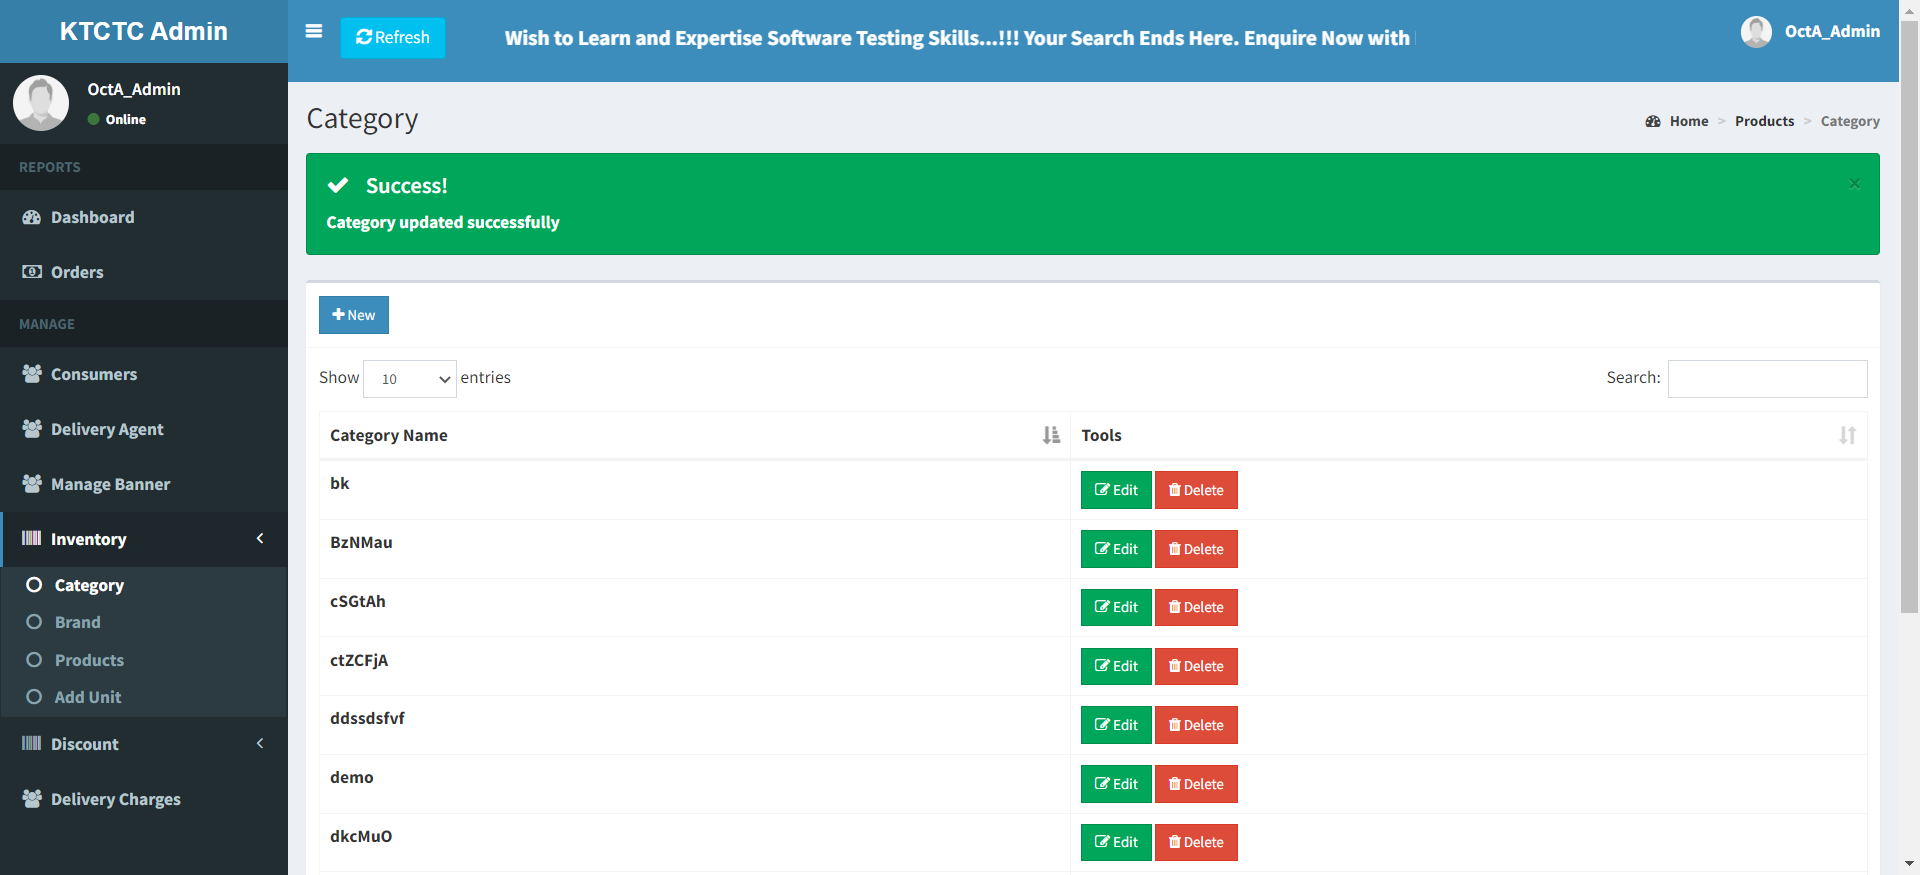 KTCTC Admin
Refresh
Wish to Learn and Expertise Software Testing Skills...!!! Your Search Ends Here. Enquire Now with
OctA_Admin
OctA_Admin
Online
REPORTS
Dashboard
Orders
MANAGE
Consumers
Delivery Agent
Manage Banner
Inventory
Category
Brand
Products
Add Unit
Discount
Delivery Charges
Category
Home > Products > Category
Success!
×
Category updated successfully
New
Show 10 entries
Search:
Category Name Tools
bk Edit Delete
BzNMau Edit Delete
cSGtAh Edit Delete
ctZCFjA Edit Delete
ddssdsfvf Edit Delete
demo Edit Delete
dkcMuO Edit Delete